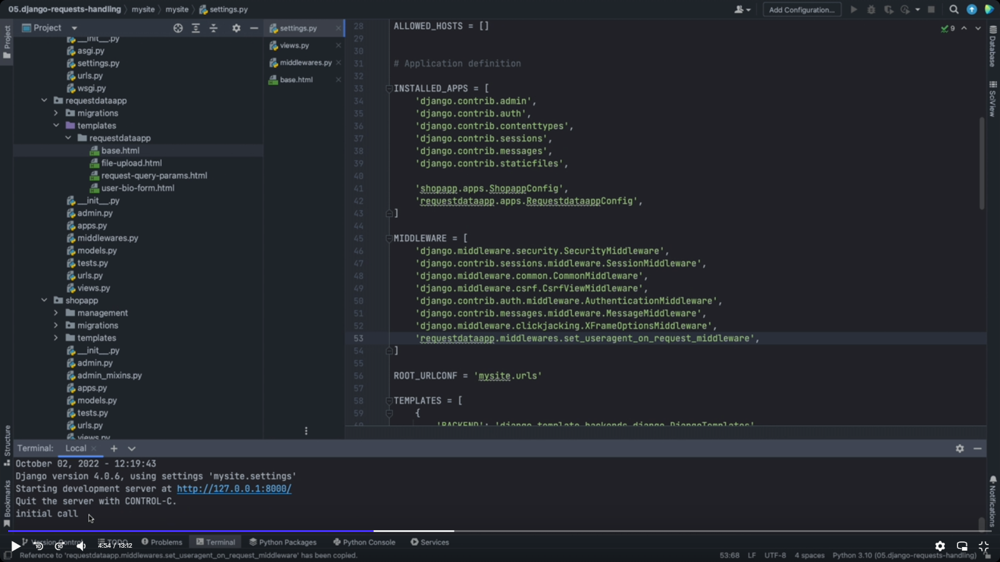 05.django-requests-handling
mysite
mysite
settings.py
Add Configuration...
Project
Project
__init__.py
asgi.py
settings.py
urls.py
wsgi.py
requestdataapp
migrations
templates
requestdataapp
base.html
file-upload.html
request-query-params.html
user-bio-form.html
__init__.py
admin.py
apps.py
middlewares.py
models.py
tests.py
urls.py
views.py
shopapp
management
migrations
templates
__init__.py
admin.py
admin_mixins.py
apps.py
models.py
tests.py
urls.py
views.py
settings.py
views.py
middlewares.py
base.html
28 ALLOWED_HOSTS = []
29
30
31 # Application definition
32
33 INSTALLED_APPS = [
34 'django.contrib.admin',
35 'django.contrib.auth',
36 'django.contrib.contenttypes',
37 'django.contrib.sessions',
38 'django.contrib.messages',
39 'django.contrib.staticfiles',
40
41 'shopapp.apps.ShopappConfig',
42 'requestdataapp.apps.RequestdataappConfig',
43 ]
44
45 MIDDLEWARE = [
46 'django.middleware.security.SecurityMiddleware',
47 'django.contrib.sessions.middleware.SessionMiddleware',
48 'django.middleware.common.CommonMiddleware',
49 'django.middleware.csrf.CsrfViewMiddleware',
50 'django.contrib.auth.middleware.AuthenticationMiddleware',
51 'django.contrib.messages.middleware.MessageMiddleware',
52 'django.middleware.clickjacking.XFrameOptionsMiddleware',
53 'requestdataapp.middlewares.set_useragent_on_request_middleware',
54 ]
55
56 ROOT_URLCONF = 'mysite.urls'
57
58 TEMPLATES = [
59 {
60 'BACKEND': 'django.template.backends.django.DjangoTemplates'
9
Database
SciView
Notifications
Structure
Bookmarks
Terminal:
Local
October 02, 2022 - 12:19:43
Django version 4.0.6, using settings 'mysite.settings'
Starting development server at http://127.0.0.1:8000/
Quit the server with CONTROL-C.
initial call
Version Control
TODO
Problems
Terminal
Python Packages
Python Console
Services
10
10
4:54 / 13:12
Reference to 'requestdataapp.middlewares.set_useragent_on_request_middleware' has been copied.
53:68 LF UTF-8 4 spaces Python 3.10 (05.django-requests-handling)